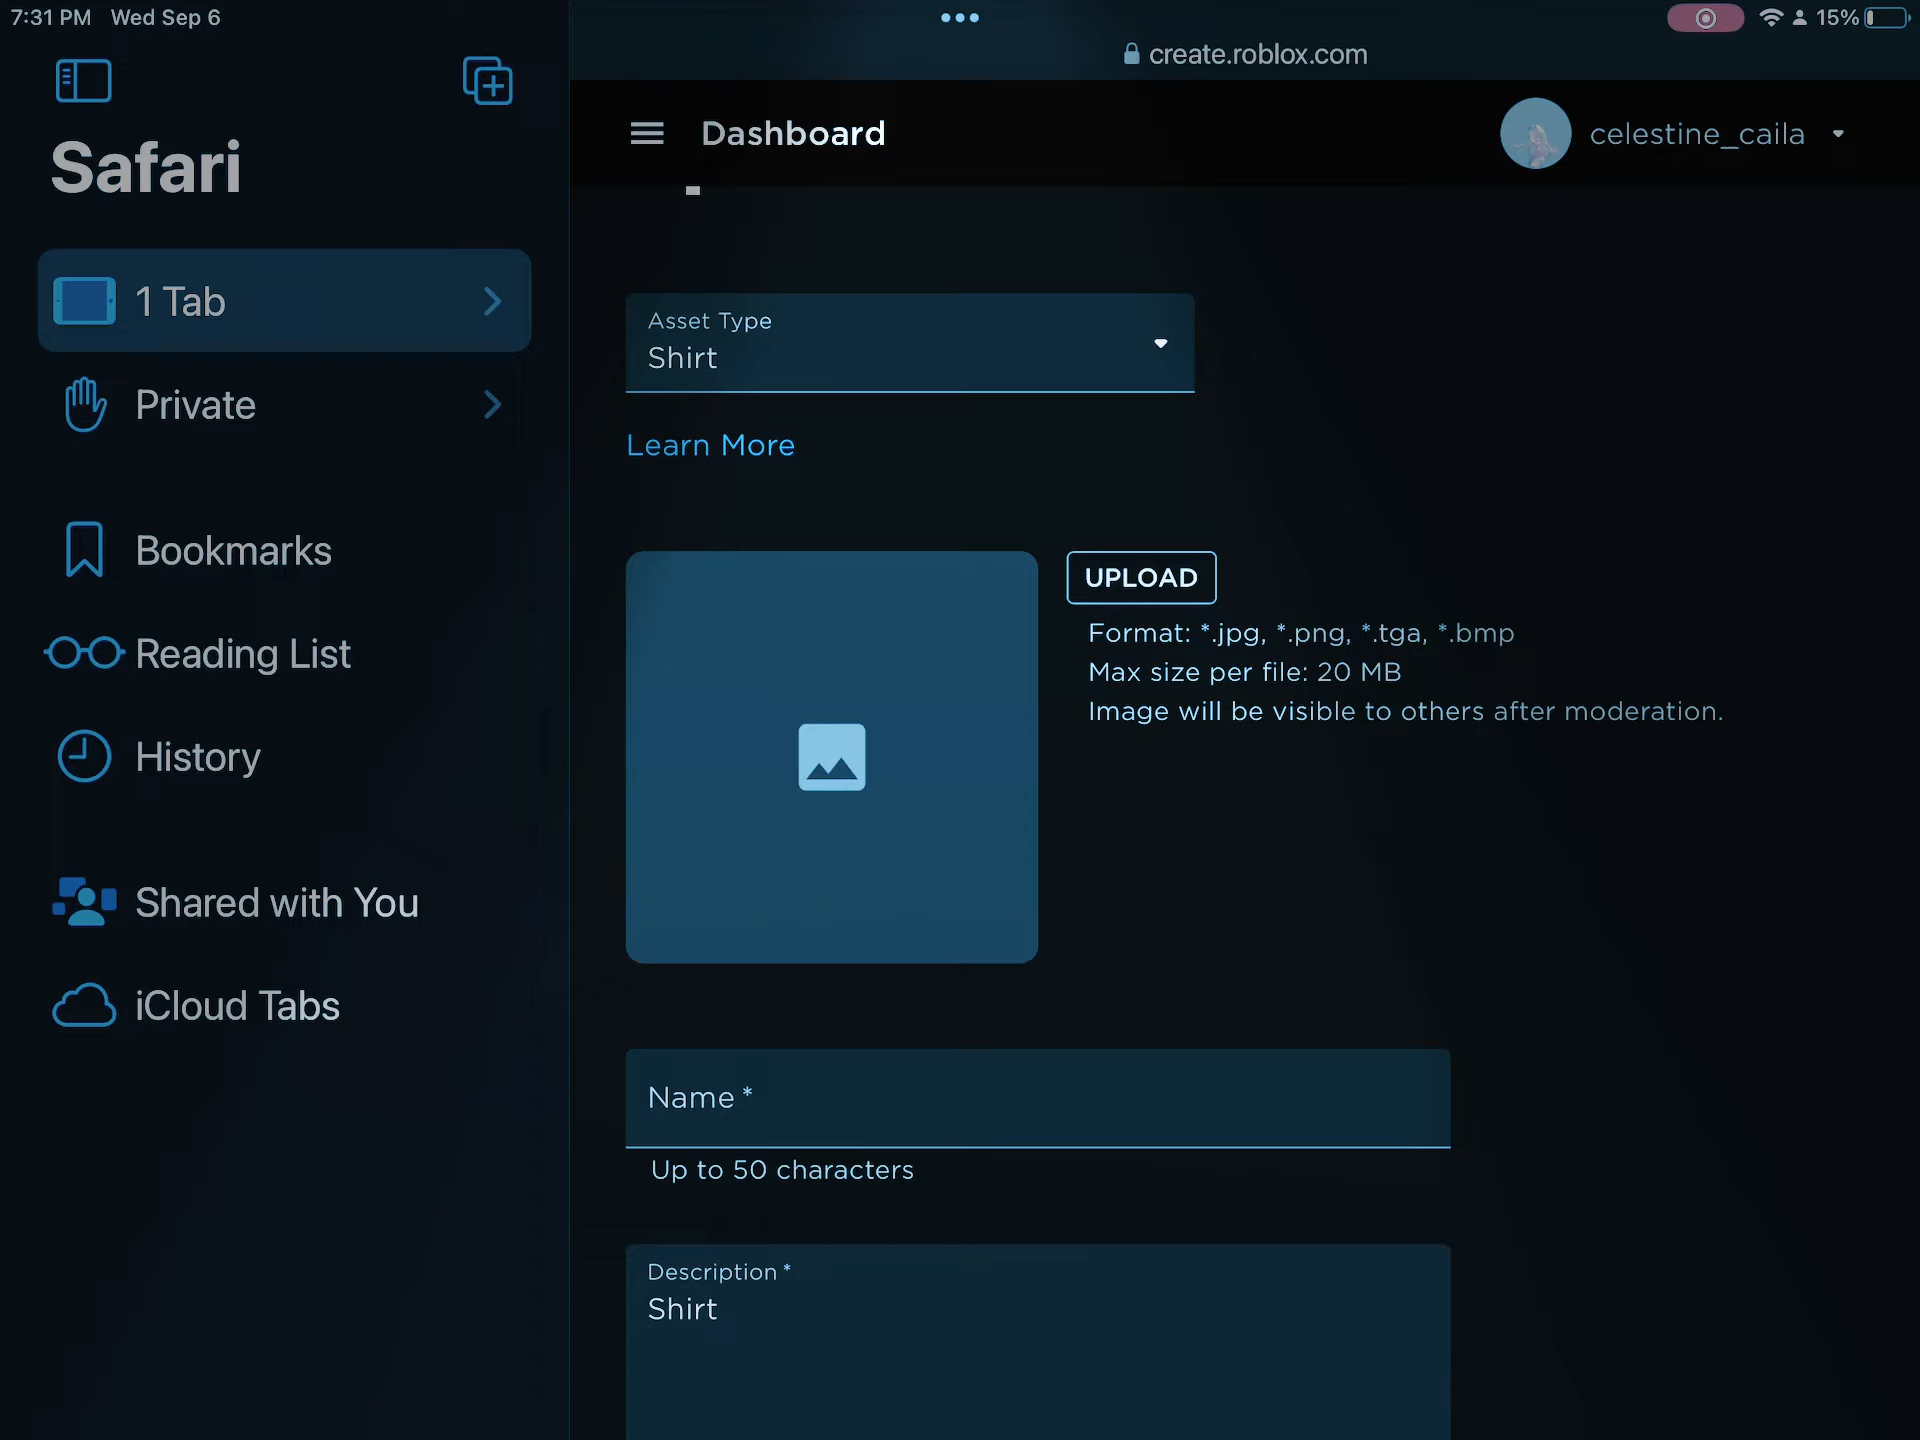 7:31 PM Wed Sep 6
15%
create.roblox.com
Safari
1 Tab
Private
Bookmarks
Reading List
History
Shared with You
iCloud Tabs
Dashboard
celestine_caila
Asset Type
Shirt
Learn More
UPLOAD
Format: *.jpg, *.png, *.tga, *.bmp
Max size per file: 20 MB
Image will be visible to others after moderation.
Name *
Up to 50 characters
Description *
Shirt